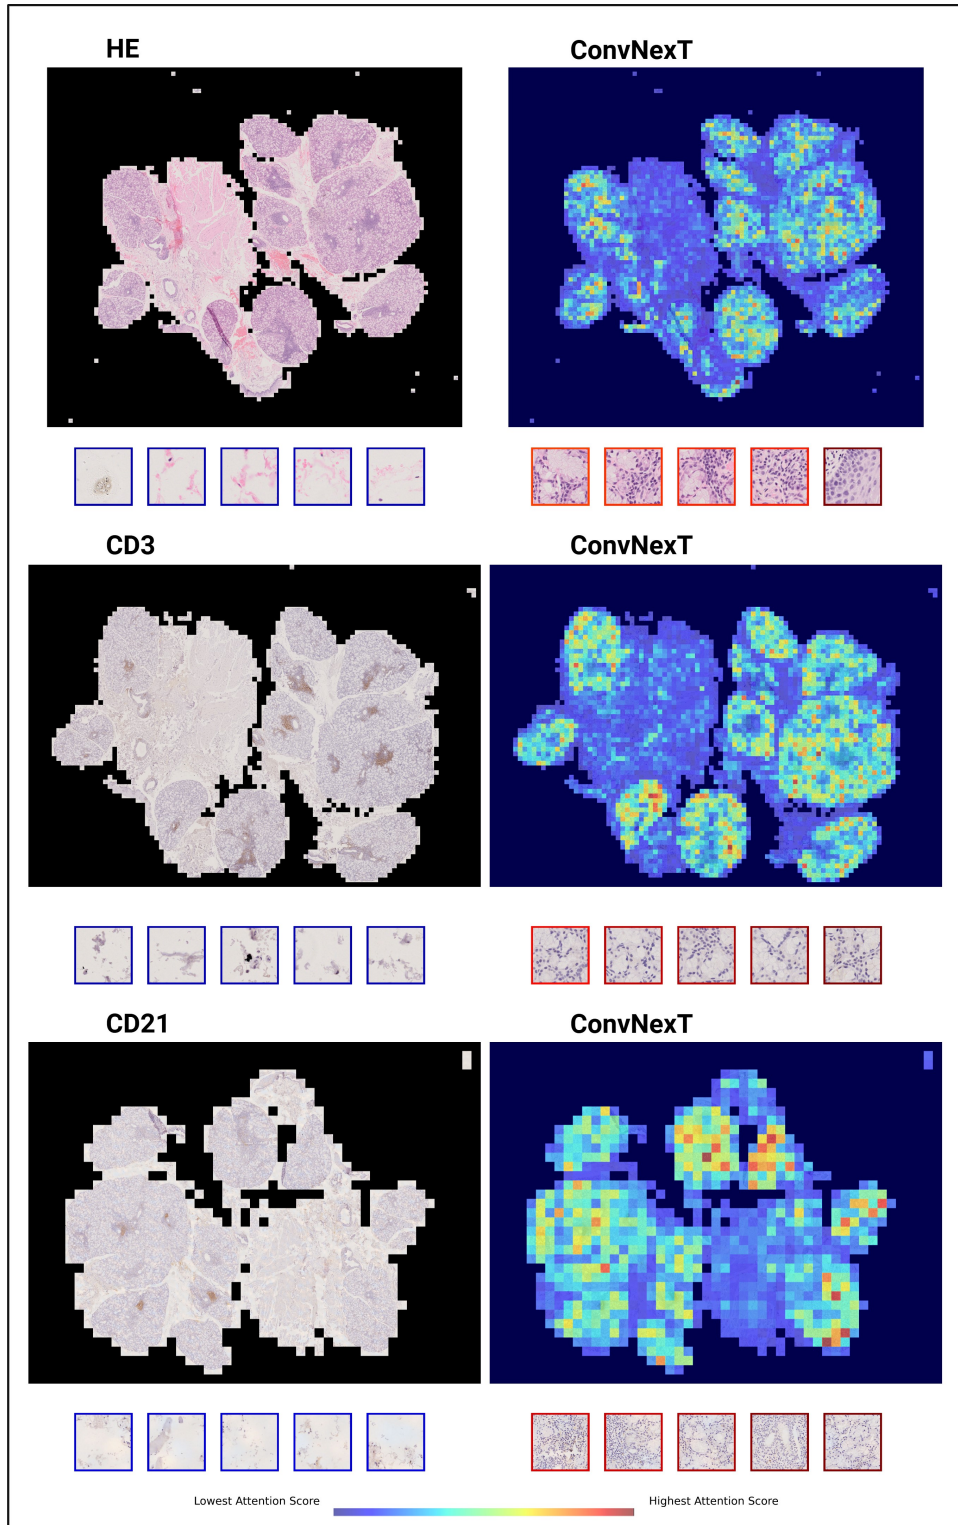 HE
ConvNexT
CD3
ConvNexT
CD21
ConvNexT
Lowest Attention Score
Highest Attention Score